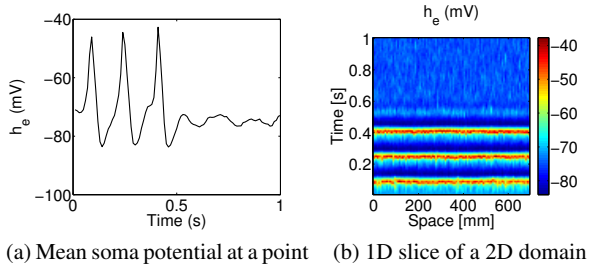 h_e (mV)
−40
−60
−80
−100
h_e (mV)
0
0.5
1
Time (s)
h_e (mV)
1
0.8
0.6
0.4
0.2
Time [s]
0
200
400
600
Space [mm]
−40
−50
−60
−70
−80
(a) Mean soma potential at a point
(b) 1D slice of a 2D domain